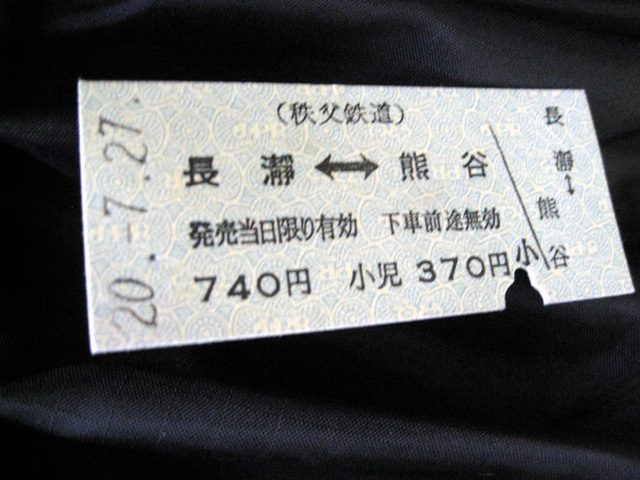 20.-7.27.
（秩父鉄道）
長瀞⟷熊谷
発売当日限り有効　下車前途無効
740円　小児370円
小
長瀞↔熊谷